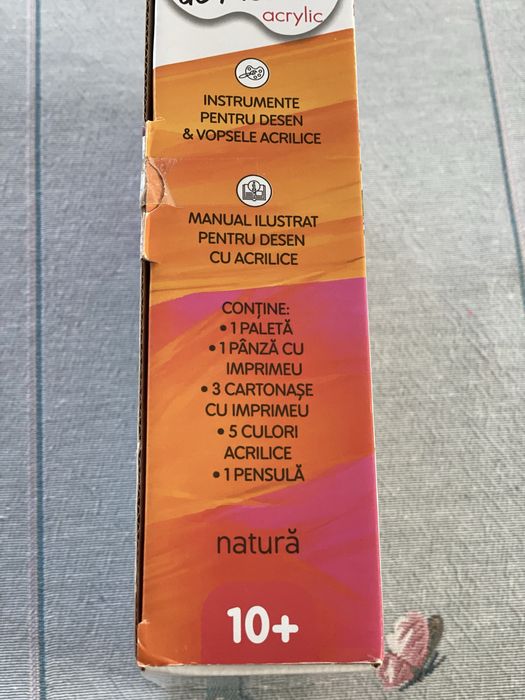 acrylic
INSTRUMENTE
PENTRU DESEN
& VOPSELE ACRILICE
MANUAL ILUSTRAT
PENTRU DESEN
CU ACRILICE
CONȚINE:
• 1 PALETĂ
• 1 PÂNZĂ CU
IMPRIMEU
• 3 CARTONAȘE
CU IMPRIMEU
• 5 CULORI
ACRILICE
• 1 PENSULĂ
natură
10+